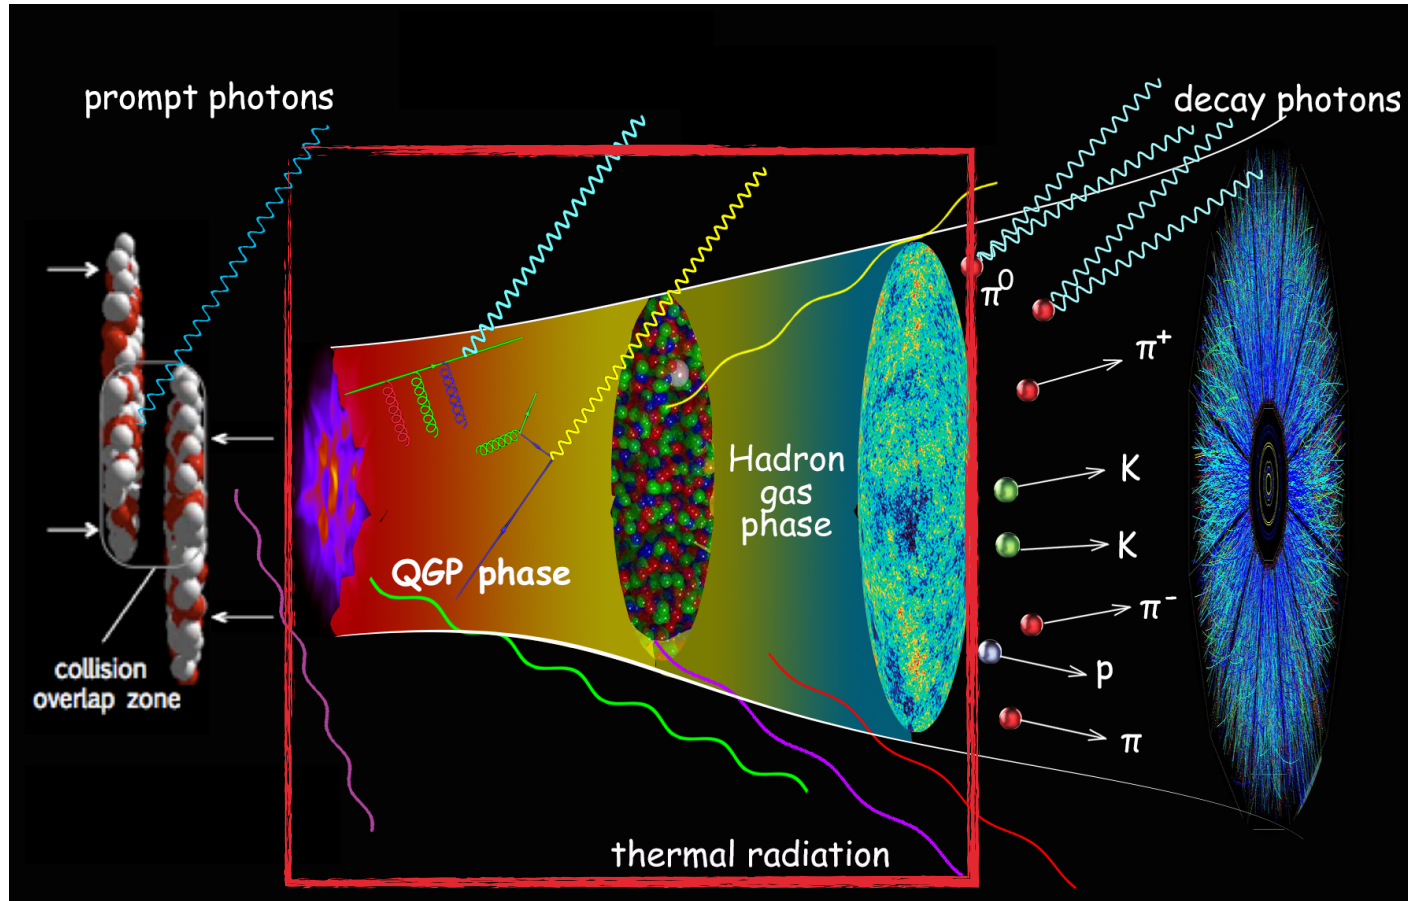 prompt photons
decay photons
π⁰
π⁺
Hadron
gas
phase
K
K
QGP phase
π⁻
p
π
collision
overlap zone
thermal radiation